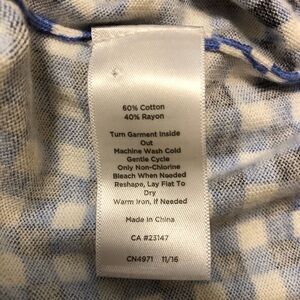 60% Cotton
40% Rayon
Turn Garment Inside
Out
Machine Wash Cold
Gentle Cycle
Only Non-Chlorine
Bleach When Needed
Reshape, Lay Flat To
Dry
Warm Iron, If Needed
Made In China
CA #23147
CN4971 11/16